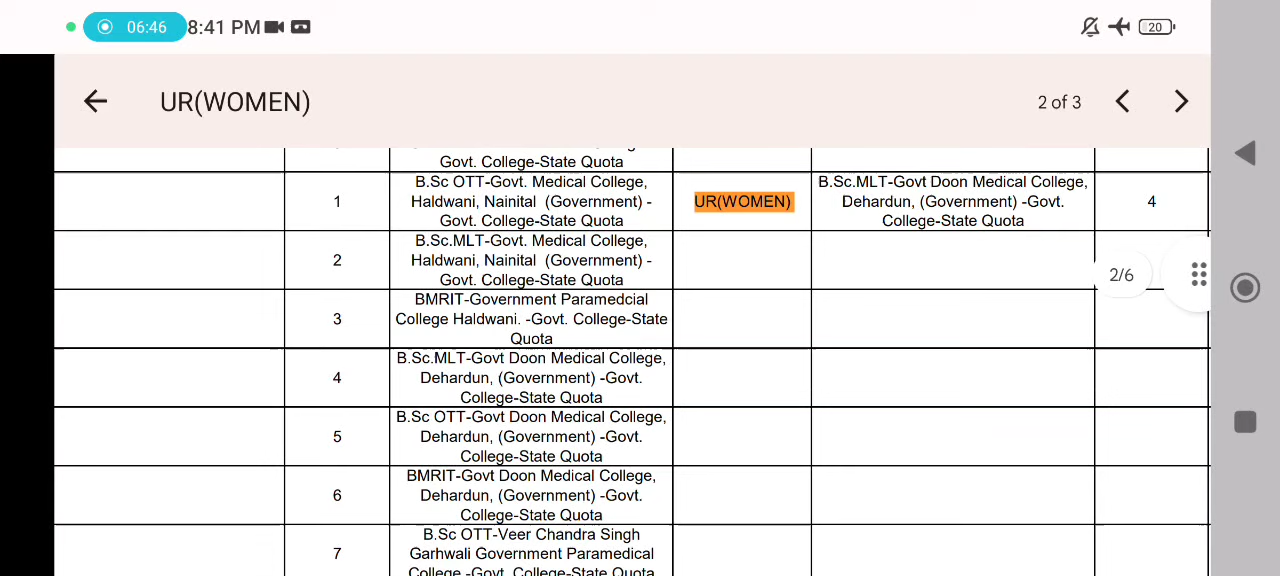 06:46 8:41 PM 20
UR(WOMEN) 2 of 3
Govt. College-State Quota
1
B.Sc OTT-Govt. Medical College,
Haldwani, Nainital (Government) -
Govt. College-State Quota
UR(WOMEN)
B.Sc.MLT-Govt Doon Medical College,
Dehardun, (Government) -Govt.
College-State Quota
4
2
B.Sc.MLT-Govt. Medical College,
Haldwani, Nainital (Government) -
Govt. College-State Quota
2/6
3
BMRIT-Government Paramedcial
College Haldwani. -Govt. College-State
Quota
4
B.Sc.MLT-Govt Doon Medical College,
Dehardun, (Government) -Govt.
College-State Quota
5
B.Sc OTT-Govt Doon Medical College,
Dehardun, (Government) -Govt.
College-State Quota
6
BMRIT-Govt Doon Medical College,
Dehardun, (Government) -Govt.
College-State Quota
7
B.Sc OTT-Veer Chandra Singh
Garhwali Government Paramedical
College -Govt. College-State Quota